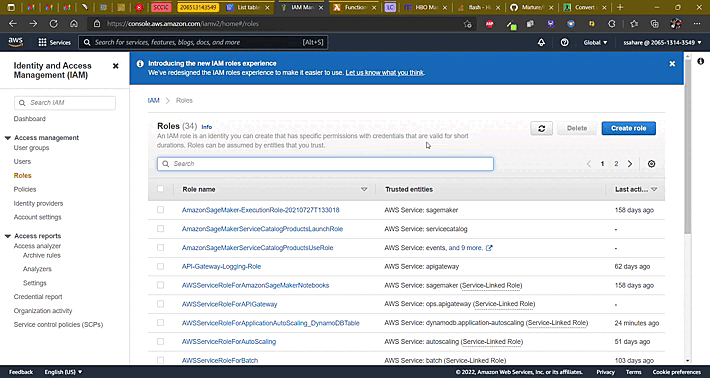 SCCIC
206513143549
List table
IAM Man
Function
LC
HBO Ma
flash - H
Marture/
Convert
https://console.aws.amazon.com/iamv2/home#/roles
aws
Services
Search for services, features, blogs, docs, and more
[Alt+S]
Global
ssahare @ 2065-1314-3549
Identity and Access Management (IAM)
Search IAM
Dashboard
Access management
User groups
Users
Roles
Policies
Identity providers
Account settings
Access reports
Access analyzer
Archive rules
Analyzers
Settings
Credential report
Organization activity
Service control policies (SCPs)
Introducing the new IAM roles experience
We've redesigned the IAM roles experience to make it easier to use. Let us know what you think.
IAM > Roles
Roles (34) Info
An IAM role is an identity you can create that has specific permissions with credentials that are valid for short
durations. Roles can be assumed by entities that you trust.
Delete
Create role
Search
1 2
Role name Trusted entities Last acti...
AmazonSageMaker-ExecutionRole-20210727T133018 AWS Service: sagemaker 158 days ago
AmazonSageMakerServiceCatalogProductsLaunchRole AWS Service: servicecatalog -
AmazonSageMakerServiceCatalogProductsUseRole AWS Service: events, and 9 more. -
API-Gateway-Logging-Role AWS Service: apigateway 62 days ago
AWSServiceRoleForAmazonSageMakerNotebooks AWS Service: sagemaker (Service-Linked Role) 158 days ago
AWSServiceRoleForAPIGateway AWS Service: ops.apigateway (Service-Linked Role) -
AWSServiceRoleForApplicationAutoScaling_DynamoDBTable AWS Service: dynamodb.application-autoscaling (Service-Linked Role) 24 minutes ago
AWSServiceRoleForAutoScaling AWS Service: autoscaling (Service-Linked Role) 51 days ago
AWSServiceRoleForBatch AWS Service: batch (Service-Linked Role) 103 days ago
Feedback English (US)
© 2022, Amazon Web Services, Inc. or its affiliates. Privacy Terms Cookie preferences